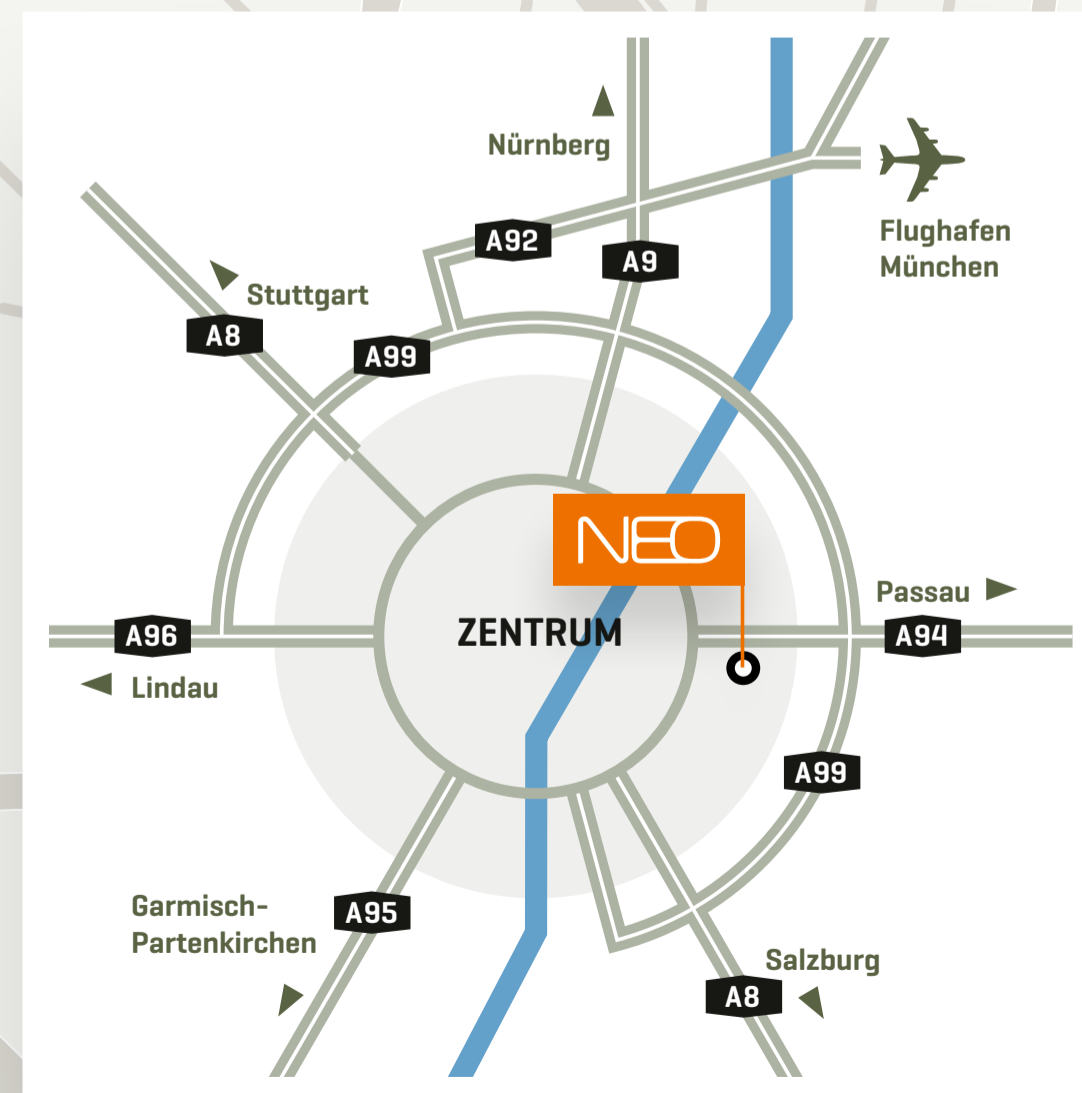 Nürnberg
A92
A9
Flughafen
München
Stuttgart
A8
A99
NEO
ZENTRUM
Passau
A96
A94
Lindau
A99
Garmisch-
Partenkirchen
A95
Salzburg
A8